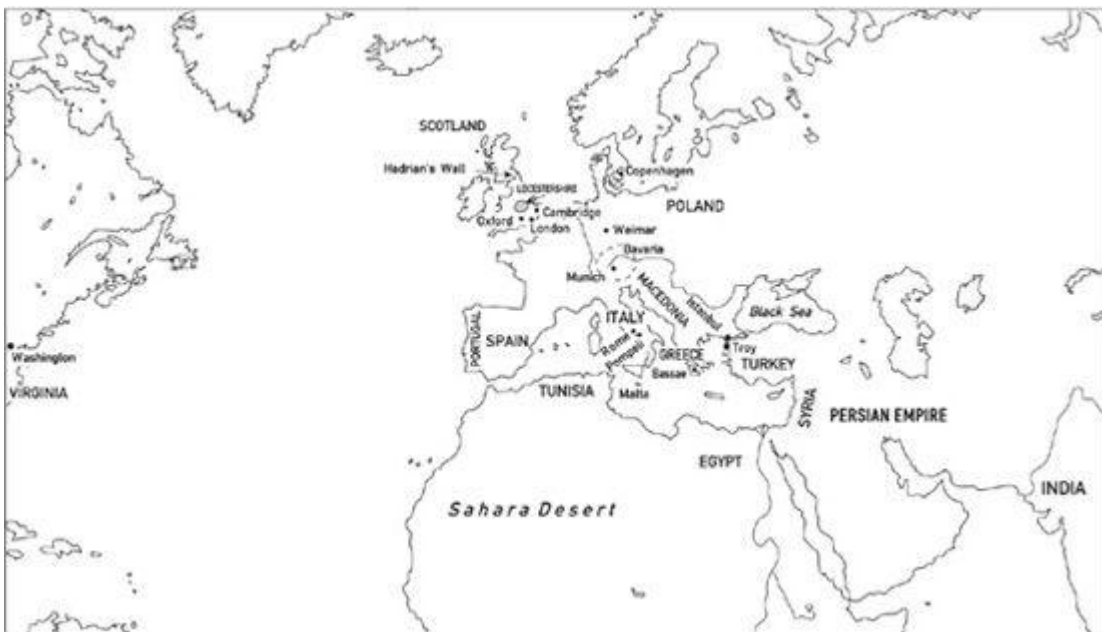 SCOTLAND
Hadrian's Wall
LOCESTERSHIRE
Copenhagen
Cambridge
POLAND
Oxford
London
Weimar
Bavaria
Munich
MACEDONIA
Istanbul
Black Sea
PORTUGAL
SPAIN
ITALY
Rome
Pompeii
GREECE
Troy
Washington
Bassae
TURKEY
VIRGINIA
TUNISIA
Malta
SYRIA
PERSIAN EMPIRE
EGYPT
INDIA
Sahara Desert